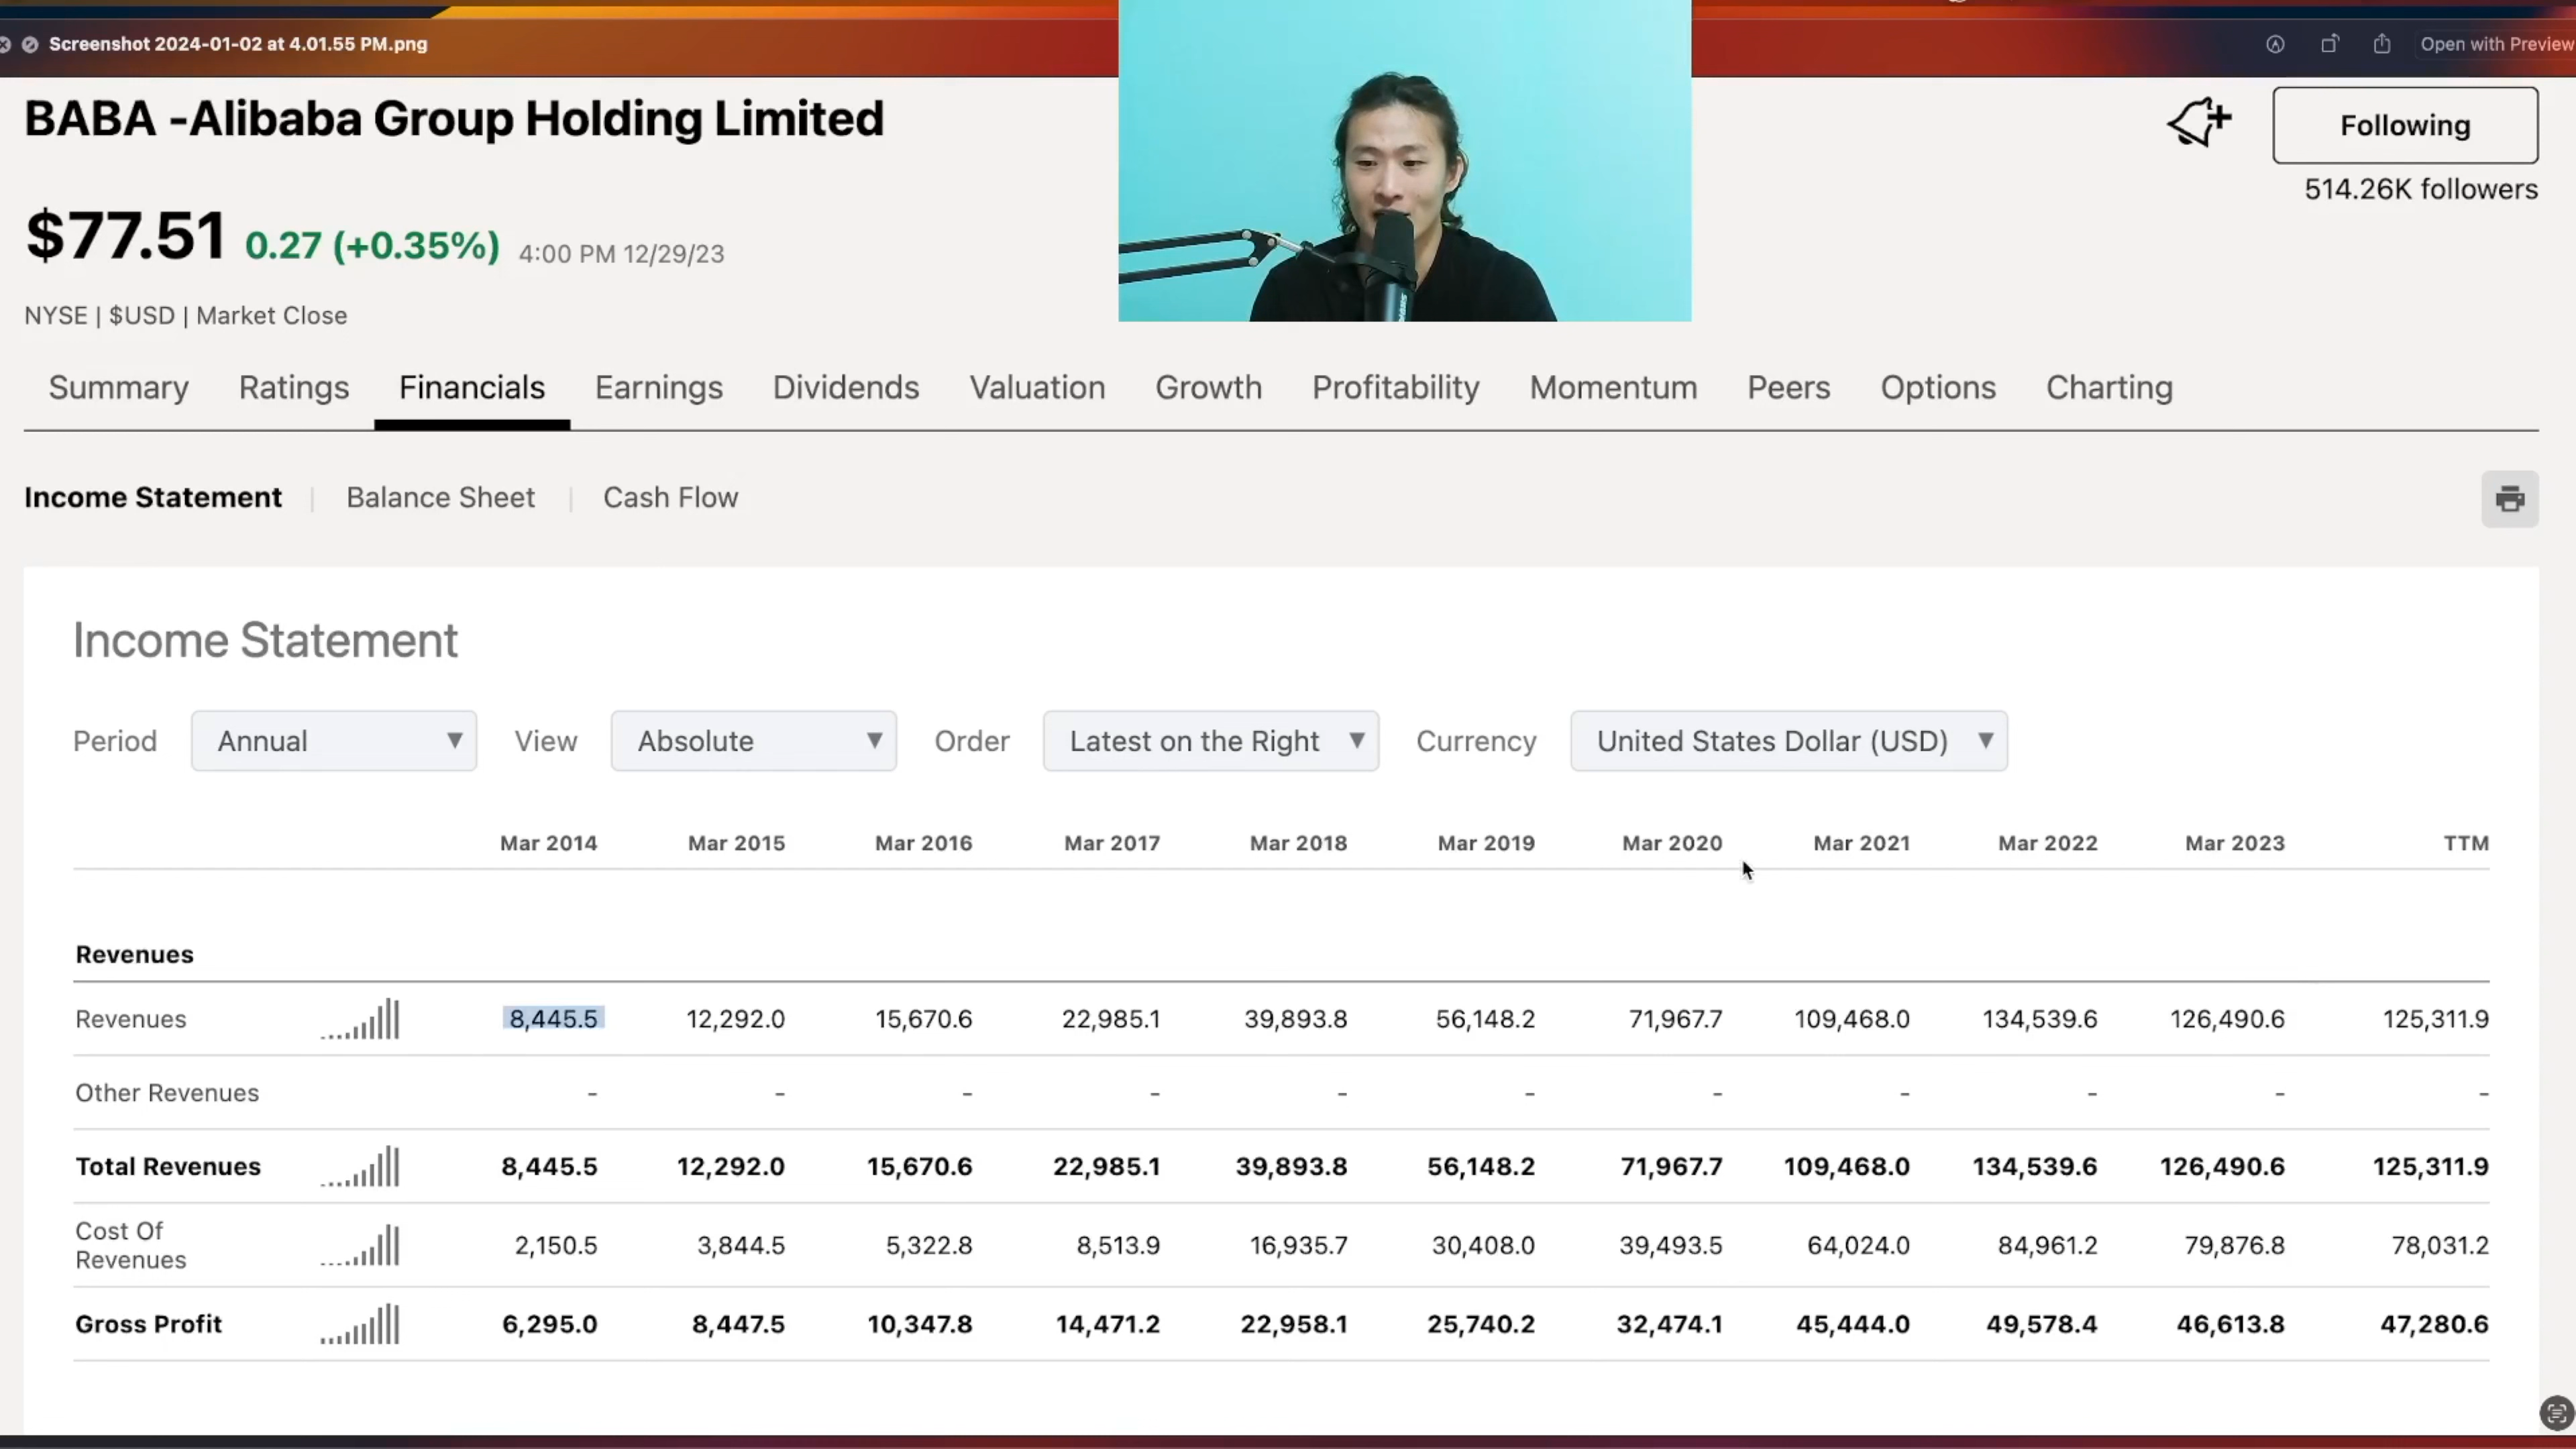 Screenshot 2024-01-02 at 4.01.55 PM.png
Open with Preview
BABA -Alibaba Group Holding Limited
Following
514.26K followers
$77.51 0.27 (+0.35%) 4:00 PM 12/29/23
NYSE | $USD | Market Close
Summary Ratings Financials Earnings Dividends Valuation Growth Profitability Momentum Peers Options Charting
Income Statement | Balance Sheet | Cash Flow
Income Statement
Period Annual View Absolute Order Latest on the Right Currency United States Dollar (USD)
Mar 2014 Mar 2015 Mar 2016 Mar 2017 Mar 2018 Mar 2019 Mar 2020 Mar 2021 Mar 2022 Mar 2023 TTM
Revenues
Revenues 8,445.5 12,292.0 15,670.6 22,985.1 39,893.8 56,148.2 71,967.7 109,468.0 134,539.6 126,490.6 125,311.9
Other Revenues - - - - - - - - - - -
Total Revenues 8,445.5 12,292.0 15,670.6 22,985.1 39,893.8 56,148.2 71,967.7 109,468.0 134,539.6 126,490.6 125,311.9
Cost Of
Revenues 2,150.5 3,844.5 5,322.8 8,513.9 16,935.7 30,408.0 39,493.5 64,024.0 84,961.2 79,876.8 78,031.2
Gross Profit 6,295.0 8,447.5 10,347.8 14,471.2 22,958.1 25,740.2 32,474.1 45,444.0 49,578.4 46,613.8 47,280.6